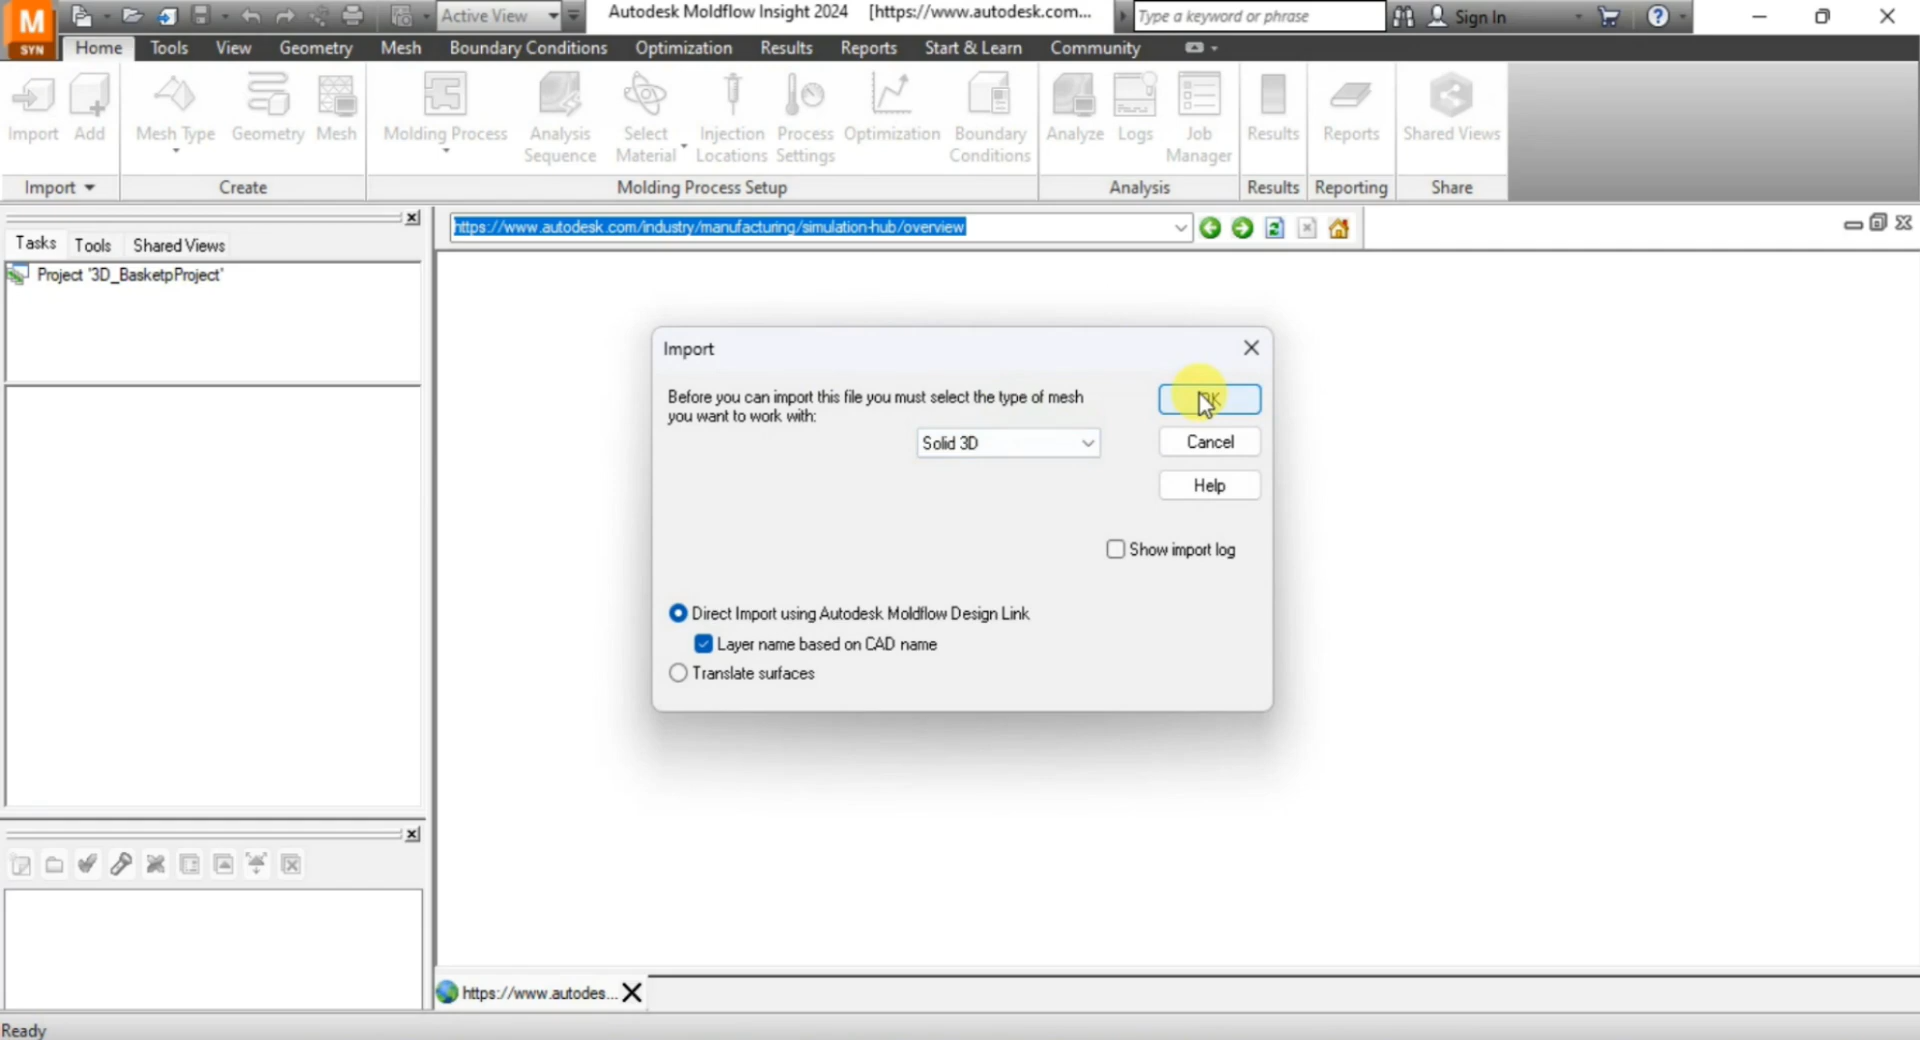 M
SYN
Active View
Autodesk Moldflow Insight 2024 [https://www.autodesk.com...
Type a keyword or phrase
Sign In
Home Tools View Geometry Mesh Boundary Conditions Optimization Results Reports Start & Learn Community
Import Add Mesh Type Geometry Mesh Molding Process Analysis Sequence Select Material Injection Locations Process Settings Optimization Boundary Conditions Analyze Logs Job Manager Results Reports Shared Views
Import Create Molding Process Setup Analysis Results Reporting Share
Tasks Tools Shared Views
Project '3D_BasketpProject'
https://www.autodesk.com/industry/manufacturing/simulation-hub/overview
Import
Before you can import this file you must select the type of mesh
you want to work with:
OK
Solid 3D
Cancel
Help
Show import log
Direct Import using Autodesk Moldflow Design Link
Layer name based on CAD name
Translate surfaces
https://www.autodes...
Ready